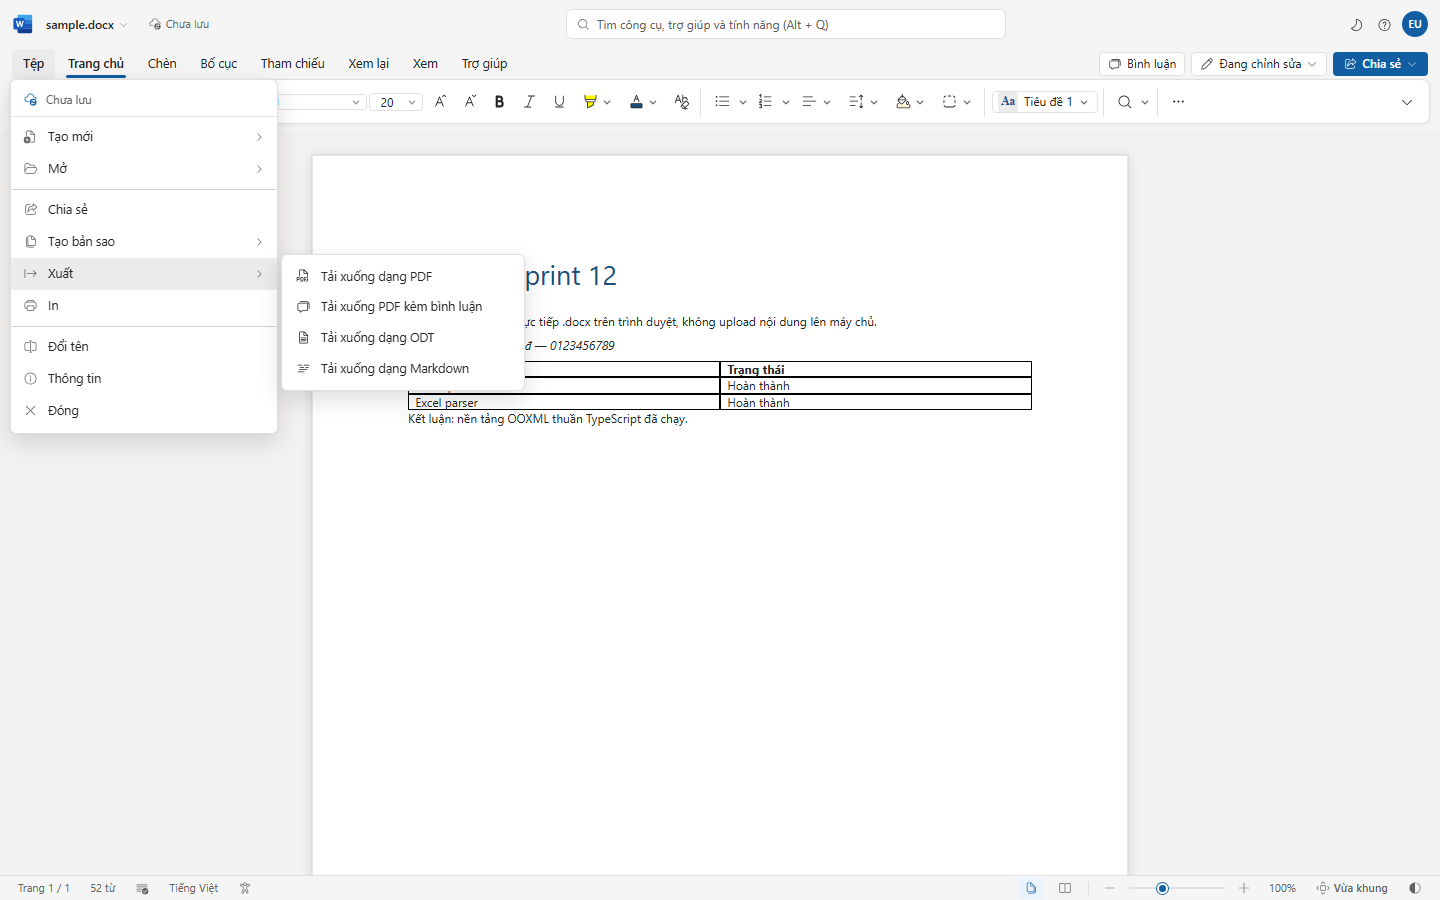 sample.docx
Chưa lưu
Tìm công cụ, trợ giúp và tính năng (Alt + Q)
EU
Tệp
Trang chủ
Chèn
Bố cục
Tham chiếu
Xem lại
Xem
Trợ giúp
Bình luận
Đang chỉnh sửa
Chia sẻ
Chưa lưu
20
Aa Tiêu đề 1
Tạo mới
Mở
Chia sẻ
Tạo bản sao
Xuất
In
Đổi tên
Thông tin
Đóng
Tải xuống dạng PDF
Tải xuống PDF kèm bình luận
Tải xuống dạng ODT
Tải xuống dạng Markdown
print 12
tiếp .docx trên trình duyệt, không upload nội dung lên máy chủ.
đ — 0123456789
Trạng thái
Hoàn thành
Excel parser
Hoàn thành
Kết luận: nền tảng OOXML thuần TypeScript đã chạy.
Trang 1 / 1
52 từ
Tiếng Việt
100%
Vừa khung